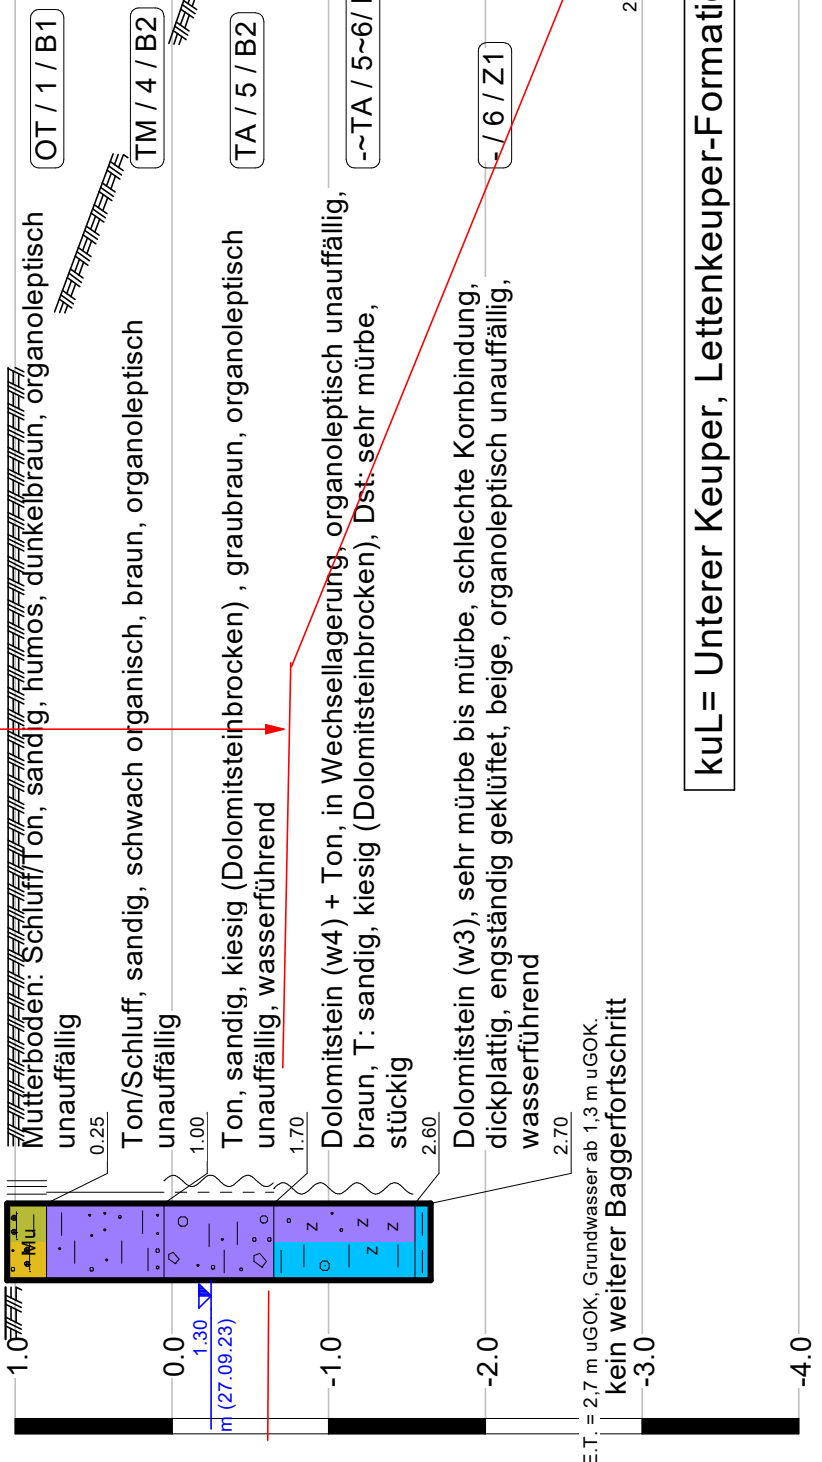 1.0
Mu
0.25
Mutterboden: Schluff/Ton, sandig, humos, dunkelbraun, organoleptisch
unauffällig
OT / 1 / B1
Ton/Schluff, sandig, schwach organisch, braun, organoleptisch
unauffällig
TM / 4 / B2
0.0
1.00
1.30
m (27.09.23)
Ton, sandig, kiesig (Dolomitsteinbrocken) , graubraun, organoleptisch
unauffällig, wasserführend
TA / 5 / B2
1.70
-1.0
Z
Z
Z
Z
Dolomitstein (w4) + Ton, in Wechsellagerung, organoleptisch unauffällig,
braun, T: sandig, kiesig (Dolomitsteinbrocken), Dst: sehr mürbe,
stückig
-~TA / 5~6/
2.60
Dolomitstein (w3), sehr mürbe bis mürbe, schlechte Kornbindung,
dickplattig, engständig geklüftet, beige, organoleptisch unauffällig,
wasserführend
- / 6 / Z1
-2.0
2.70
E.T. = 2,7 m uGOK, Grundwasser ab 1,3 m uGOK.
kein weiterer Baggerfortschritt
2
-3.0
kuL= Unterer Keuper, Lettenkeuper-Formatio
-4.0